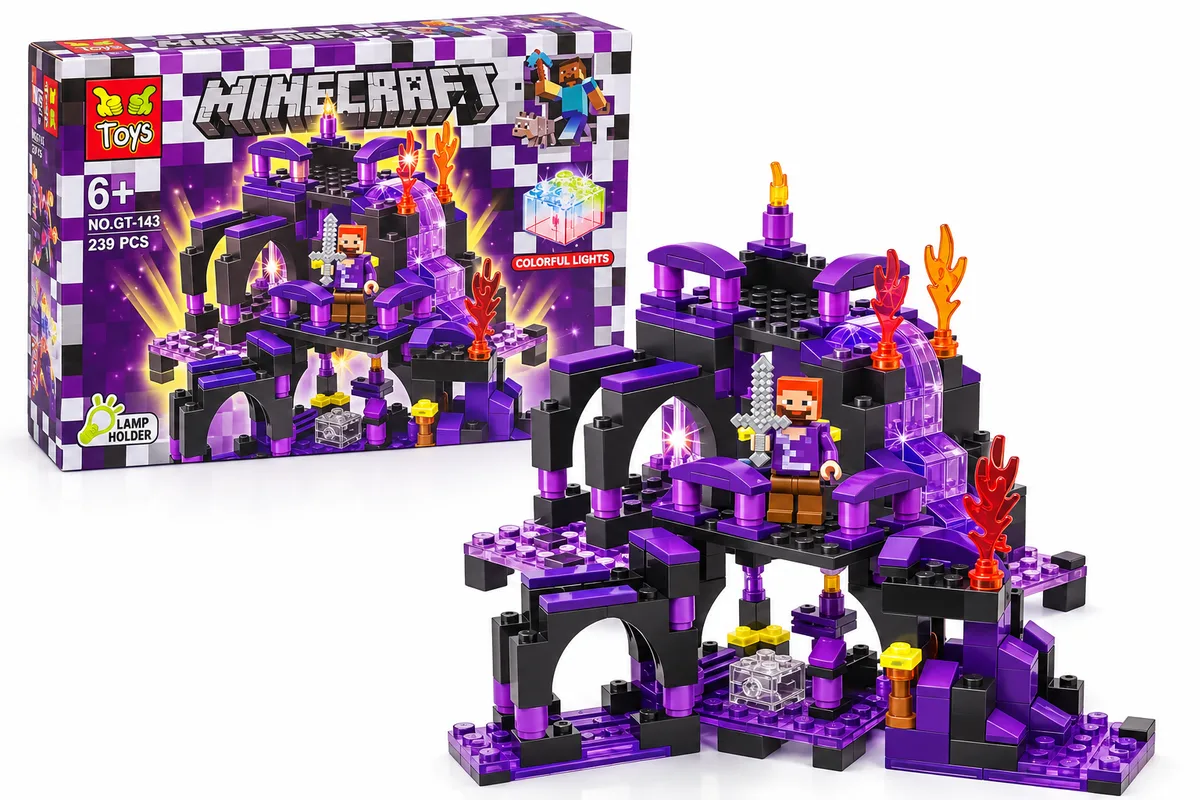 MINECRAFT
TOYS
6+
NO.GT-143
239 PCS
COLORFUL LIGHTS
LAMP
HOLDER